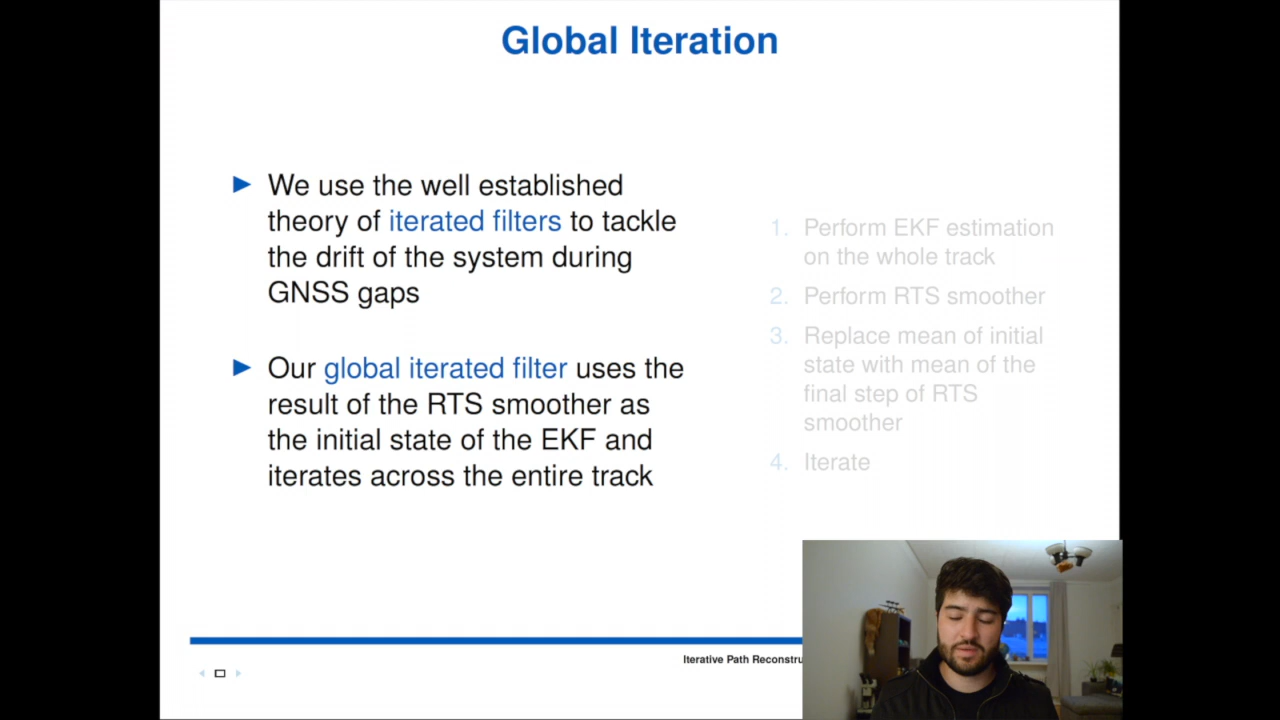 Global Iteration
We use the well established
theory of iterated filters to tackle
the drift of the system during
GNSS gaps
Our global iterated filter uses the
result of the RTS smoother as
the initial state of the EKF and
iterates across the entire track
1. Perform EKF estimation
on the whole track
2. Perform RTS smoother
3. Replace mean of initial
state with mean of the
final step of RTS
smoother
4. Iterate
Iterative Path